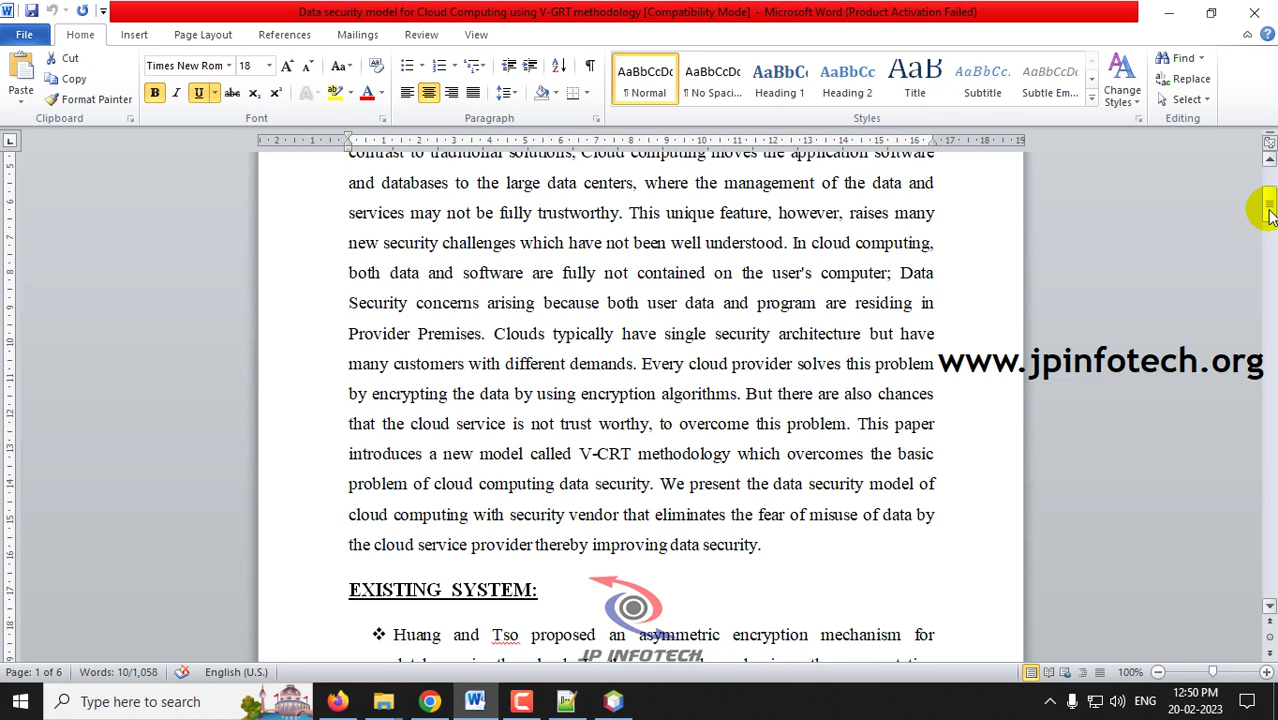 Data security model for Cloud Computing using V-GRT methodology [Compatibility Mode] - Microsoft Word (Product Activation Failed)
File Home Insert Page Layout References Mailings Review View
Paste Cut Copy Format Painter Clipboard
Times New Rom 18 Font
Paragraph
AaBbCcDc ¶ Normal AaBbCcDc ¶ No Spaci... AaBbCc Heading 1 AaBbCc Heading 2 AaB Title AaBbCcL Subtitle AaBbCcDc Subtle Em... Change Styles Styles
Find Replace Select Editing
contrast to traditional solutions, Cloud computing moves the application software
and databases to the large data centers, where the management of the data and
services may not be fully trustworthy. This unique feature, however, raises many
new security challenges which have not been well understood. In cloud computing,
both data and software are fully not contained on the user's computer; Data
Security concerns arising because both user data and program are residing in
Provider Premises. Clouds typically have single security architecture but have
many customers with different demands. Every cloud provider solves this problem
by encrypting the data by using encryption algorithms. But there are also chances
that the cloud service is not trust worthy, to overcome this problem. This paper
introduces a new model called V-CRT methodology which overcomes the basic
problem of cloud computing data security. We present the data security model of
cloud computing with security vendor that eliminates the fear of misuse of data by
the cloud service provider thereby improving data security.
www.jpinfotech.org
EXISTING SYSTEM:
❖ Huang and Tso proposed an asymmetric encryption mechanism for
JP INFOTECH
Page: 1 of 6 Words: 10/1,058 English (U.S.) 100%
Type here to search
ENG 12:50 PM 20-02-2023